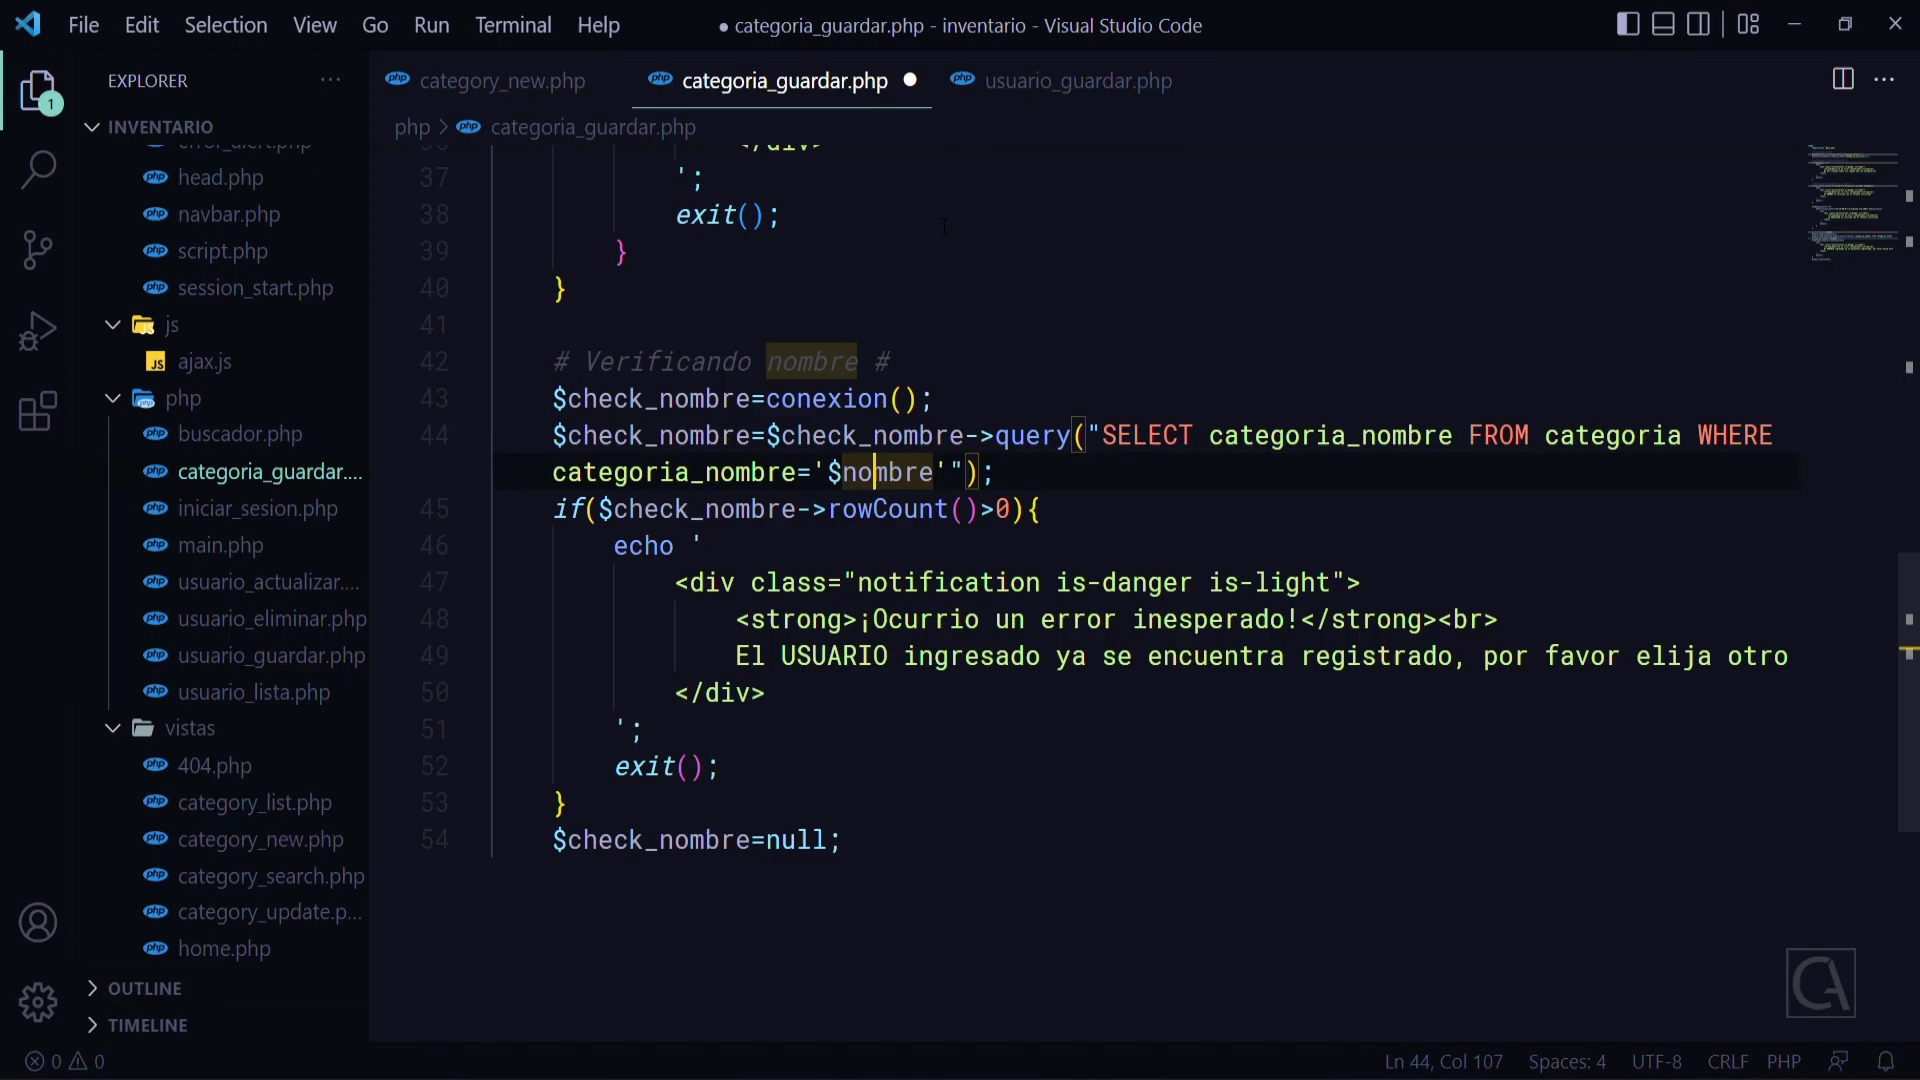 File Edit Selection View Go Run Terminal Help
● categoria_guardar.php - inventario - Visual Studio Code
EXPLORER
1
INVENTARIO
error_alert.php
head.php
navbar.php
script.php
session_start.php
js
ajax.js
php
buscador.php
categoria_guardar....
iniciar_sesion.php
main.php
usuario_actualizar....
usuario_eliminar.php
usuario_guardar.php
usuario_lista.php
vistas
404.php
category_list.php
category_new.php
category_search.php
category_update.p...
home.php
OUTLINE
TIMELINE
category_new.php categoria_guardar.php usuario_guardar.php
php > categoria_guardar.php
36 </div>
37 ';
38 exit();
39 }
40 }
41
42 # Verificando nombre #
43 $check_nombre=conexion();
44 $check_nombre=$check_nombre->query("SELECT categoria_nombre FROM categoria WHERE
categoria_nombre='$nombre'");
45 if($check_nombre->rowCount()>0){
46 echo '
47 <div class="notification is-danger is-light">
48 <strong>¡Ocurrio un error inesperado!</strong><br>
49 El USUARIO ingresado ya se encuentra registrado, por favor elija otro
50 </div>
51 ';
52 exit();
53 }
54 $check_nombre=null;
0 0
Ln 44, Col 107 Spaces: 4 UTF-8 CRLF PHP